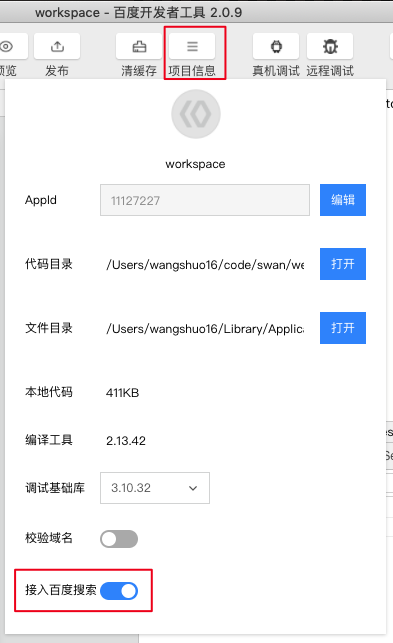 workspace - 百度开发者工具 2.0.9
预览 发布 清缓存 项目信息 真机调试 远程调试
workspace
AppId 11127227 编辑
代码目录 /Users/wangshuo16/code/swan/we 打开
文件目录 /Users/wangshuo16/Library/Applica 打开
本地代码 411KB
编译工具 2.13.42
调试基础库 3.10.32
校验域名
接入百度搜索